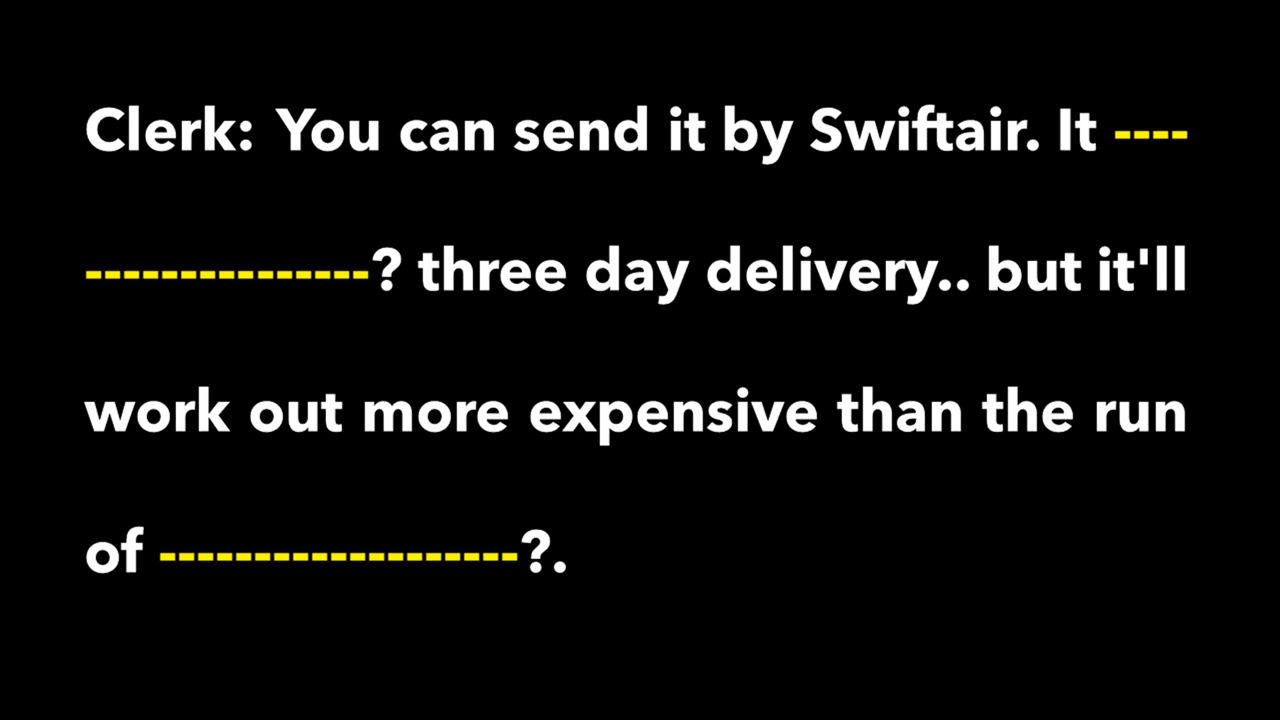 Clerk: You can send it by Swiftair. It ----
---------------? three day delivery.. but it'll
work out more expensive than the run
of -------------------?.